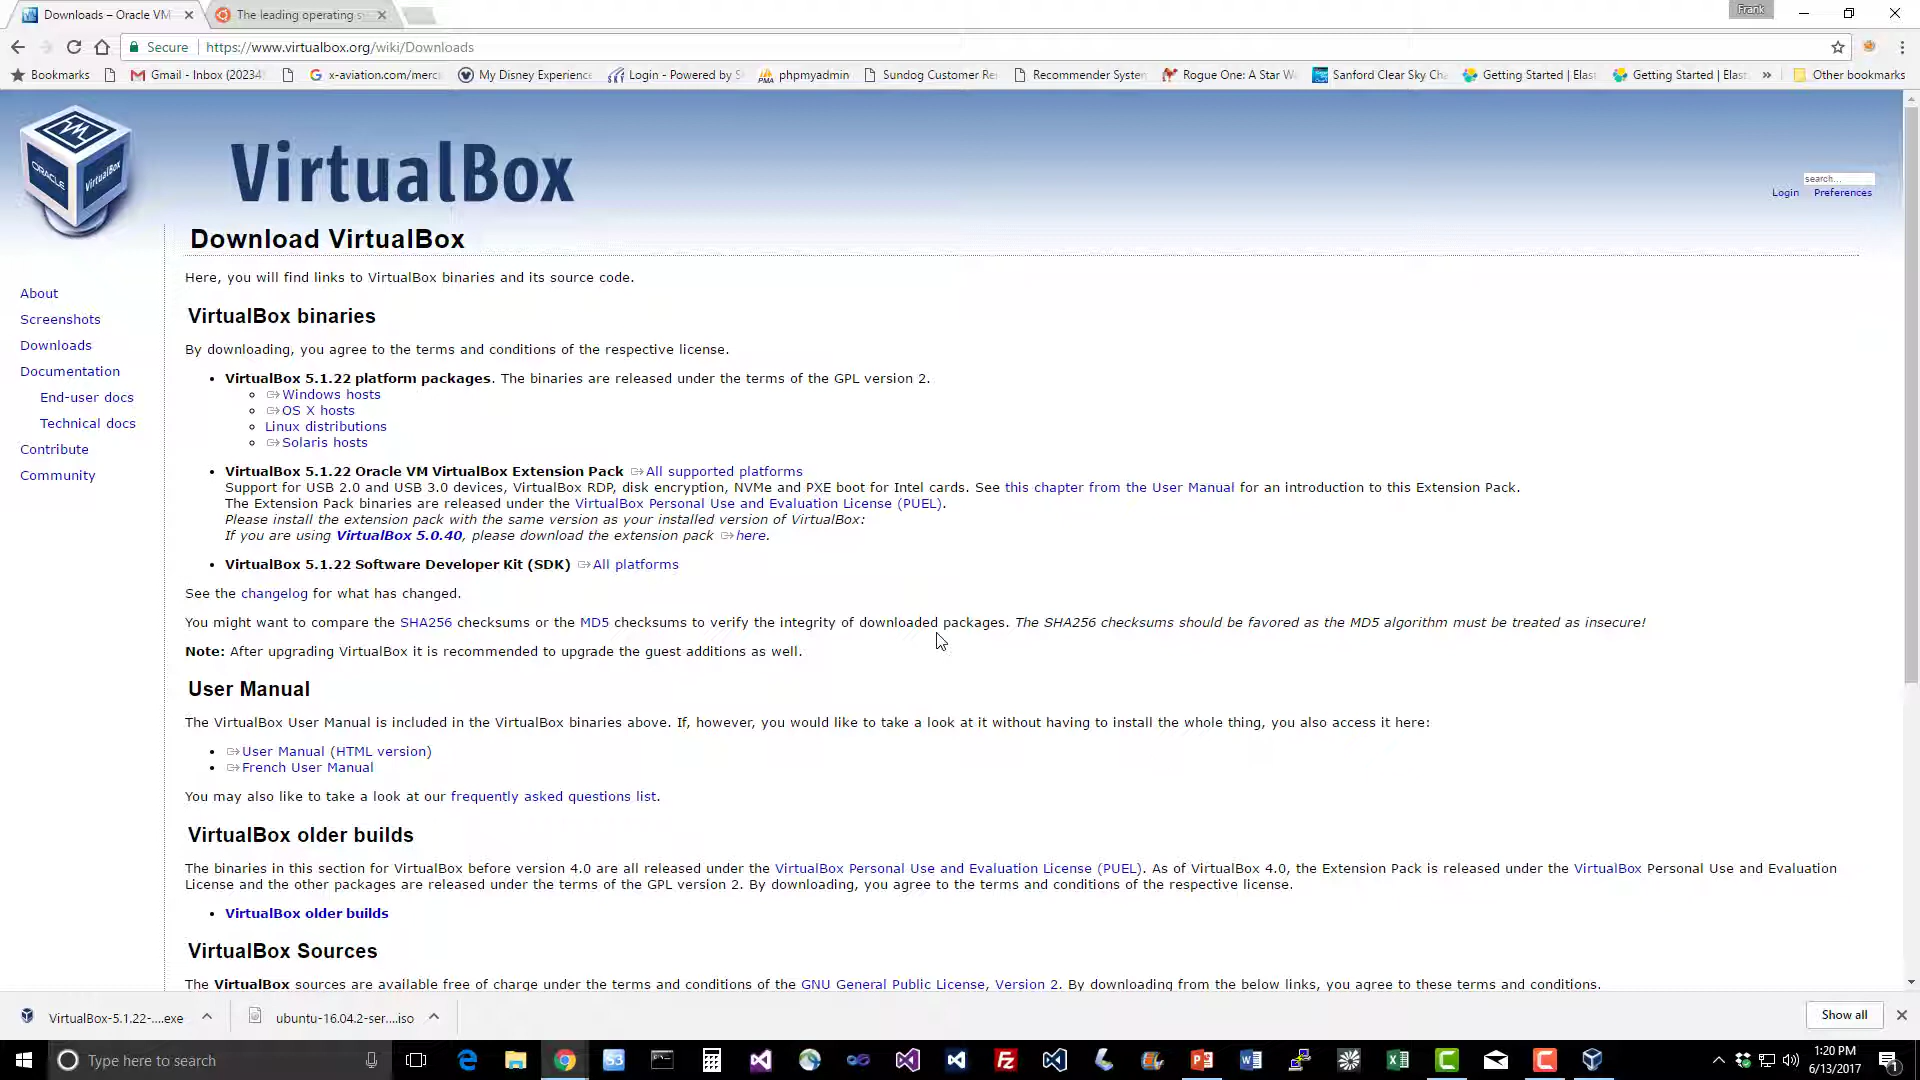 Downloads – Oracle VM
The leading operating s
Frank
Secure
https://www.virtualbox.org/wiki/Downloads
Bookmarks
Gmail - Inbox (20234
x-aviation.com/merc
My Disney Experience
Login - Powered by S
phpmyadmin
Sundog Customer Re
Recommender System
Rogue One: A Star W
Sanford Clear Sky Cha
Getting Started | Elast
Getting Started | Elast
»
Other bookmarks
ORACLE
VirtualBox
VirtualBox
search...
Login
Preferences
Download VirtualBox
Here, you will find links to VirtualBox binaries and its source code.
About
Screenshots
Downloads
Documentation
End-user docs
Technical docs
Contribute
Community
VirtualBox binaries
By downloading, you agree to the terms and conditions of the respective license.
• VirtualBox 5.1.22 platform packages. The binaries are released under the terms of the GPL version 2.
Windows hosts
OS X hosts
Linux distributions
Solaris hosts
• VirtualBox 5.1.22 Oracle VM VirtualBox Extension Pack All supported platforms
Support for USB 2.0 and USB 3.0 devices, VirtualBox RDP, disk encryption, NVMe and PXE boot for Intel cards. See this chapter from the User Manual for an introduction to this Extension Pack.
The Extension Pack binaries are released under the VirtualBox Personal Use and Evaluation License (PUEL).
Please install the extension pack with the same version as your installed version of VirtualBox:
If you are using VirtualBox 5.0.40, please download the extension pack here.
• VirtualBox 5.1.22 Software Developer Kit (SDK) All platforms
See the changelog for what has changed.
You might want to compare the SHA256 checksums or the MD5 checksums to verify the integrity of downloaded packages. The SHA256 checksums should be favored as the MD5 algorithm must be treated as insecure!
Note: After upgrading VirtualBox it is recommended to upgrade the guest additions as well.
User Manual
The VirtualBox User Manual is included in the VirtualBox binaries above. If, however, you would like to take a look at it without having to install the whole thing, you also access it here:
• User Manual (HTML version)
• French User Manual
You may also like to take a look at our frequently asked questions list.
VirtualBox older builds
The binaries in this section for VirtualBox before version 4.0 are all released under the VirtualBox Personal Use and Evaluation License (PUEL). As of VirtualBox 4.0, the Extension Pack is released under the VirtualBox Personal Use and Evaluation
License and the other packages are released under the terms of the GPL version 2. By downloading, you agree to the terms and conditions of the respective license.
• VirtualBox older builds
VirtualBox Sources
The VirtualBox sources are available free of charge under the terms and conditions of the GNU General Public License, Version 2. By downloading from the below links, you agree to these terms and conditions.
VirtualBox-5.1.22-....exe
ubuntu-16.04.2-ser....iso
Show all
Type here to search
1:20 PM
6/13/2017